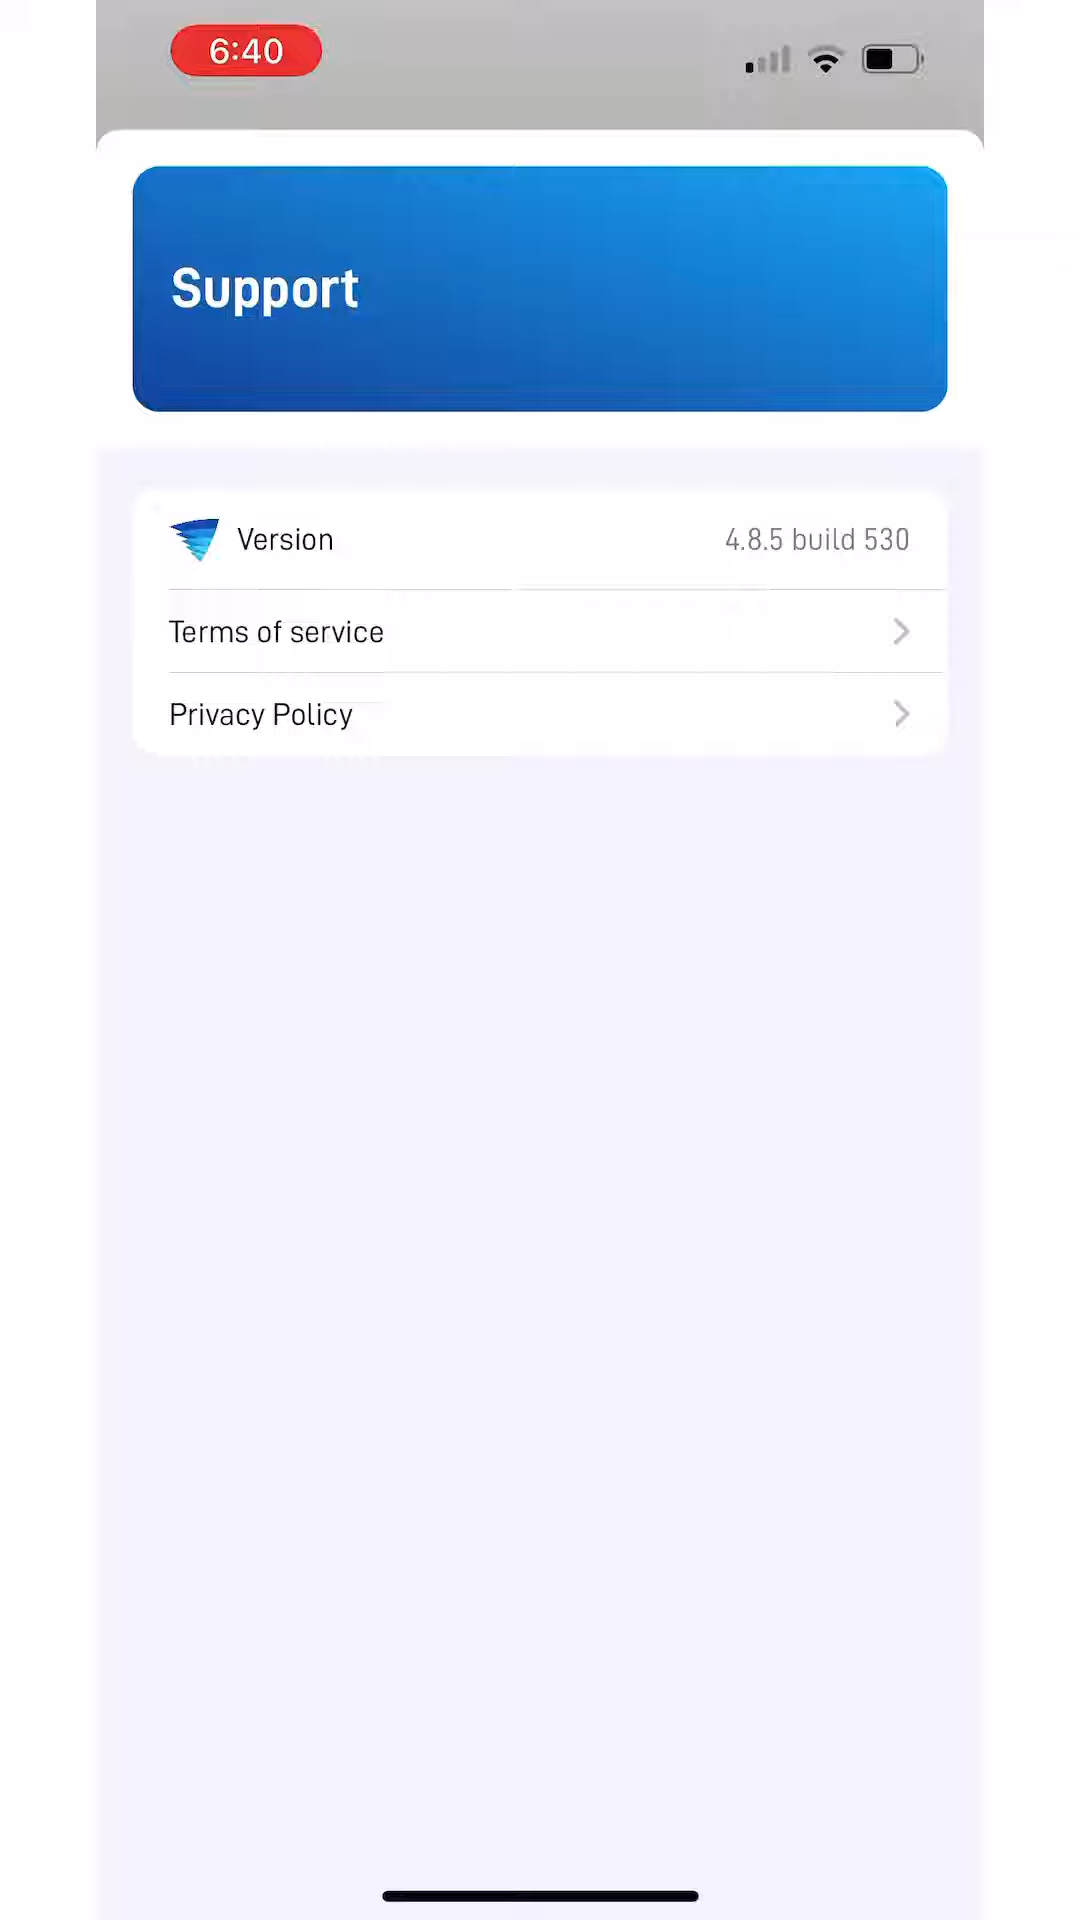 6:40
Support
Version 4.8.5 build 530
Terms of service
Privacy Policy